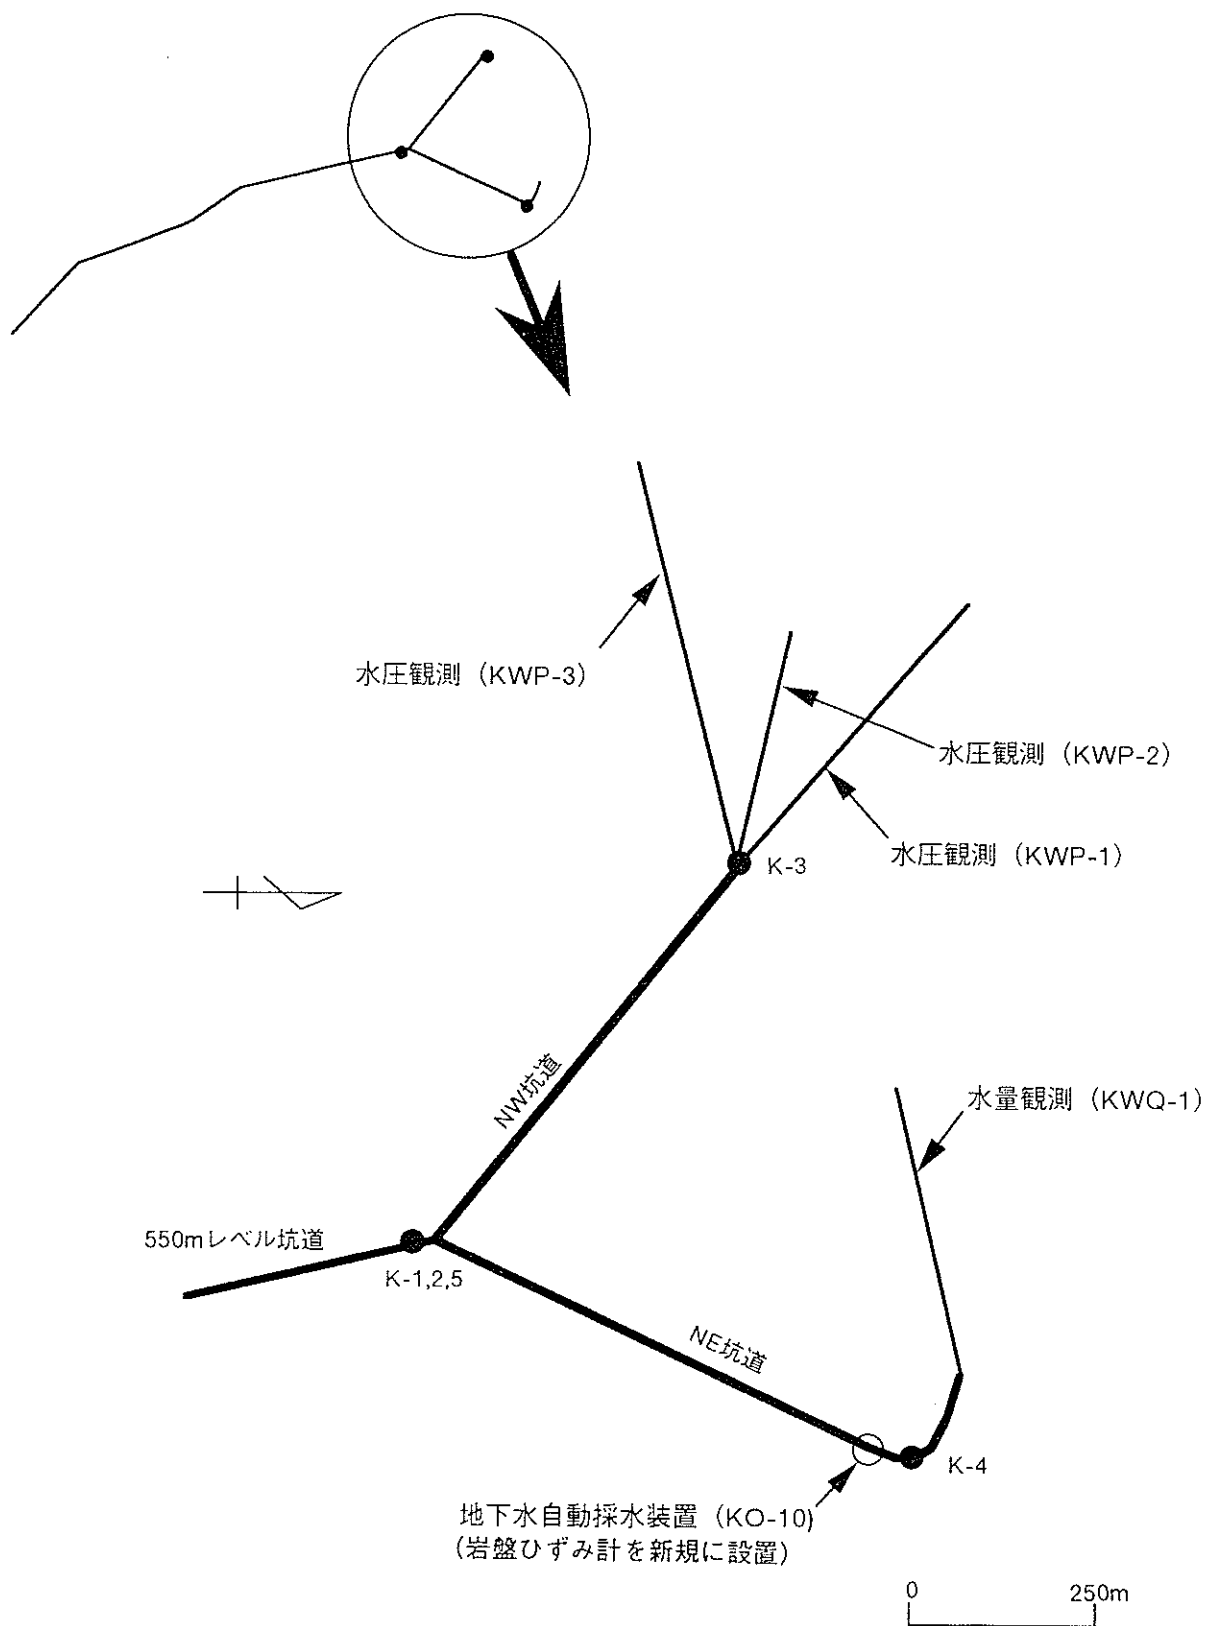 水圧観測（KWP-3）
水圧観測（KWP-2）
水圧観測（KWP-1）
K-3
NW坑道
水量観測（KWQ-1）
550mレベル坑道
K-1,2,5
NE坑道
K-4
地下水自動採水装置（KO-10)
（岩盤ひずみ計を新規に設置）
0 250m